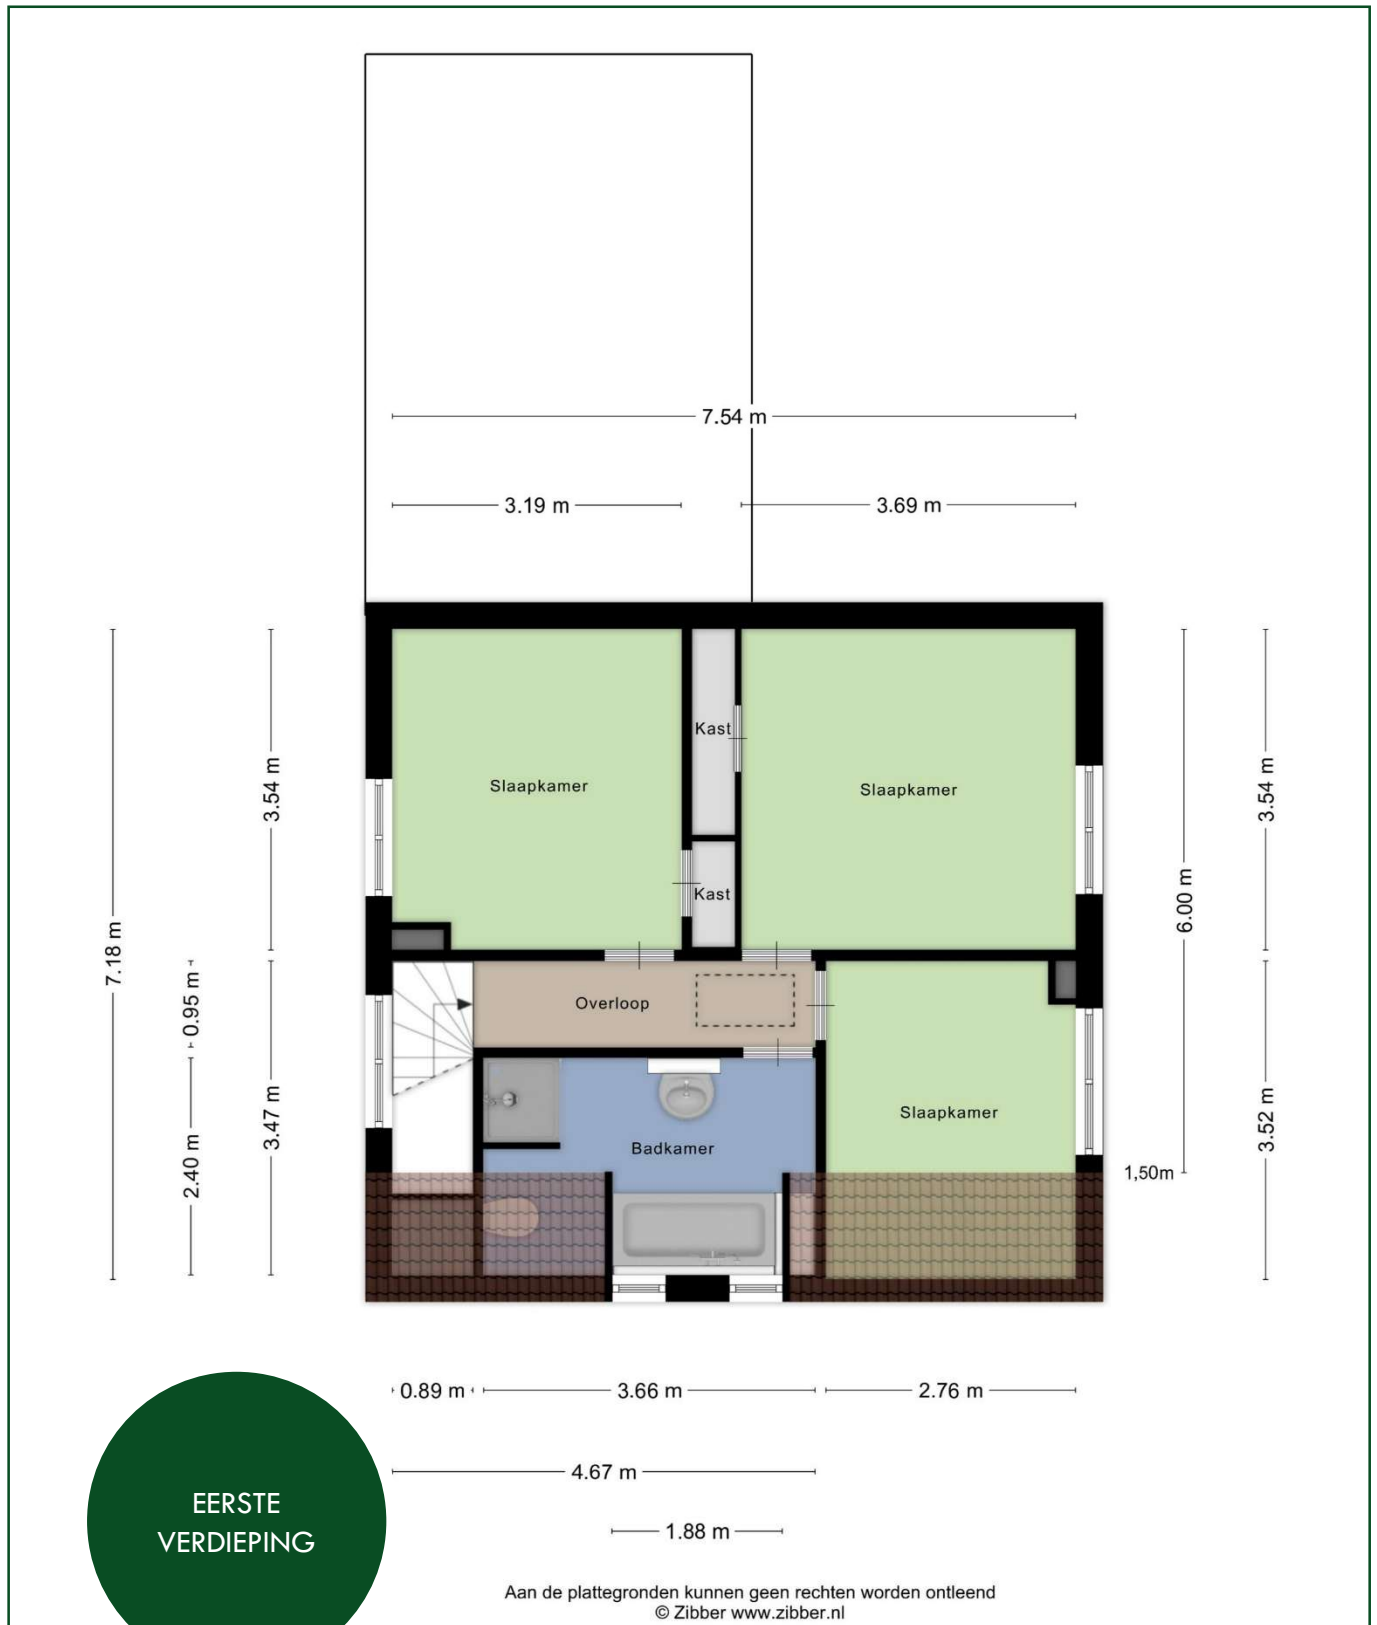 7.54 m
3.19 m
3.69 m
Kast
Slaapkamer
Slaapkamer
Kast
3.54 m
3.54 m
6.00 m
7.18 m
0.95 m
Overloop
3.47 m
2.40 m
Badkamer
Slaapkamer
3.52 m
1,50m
0.89 m
3.66 m
2.76 m
4.67 m
1.88 m
EERSTE
VERDIEPING
Aan de plattegronden kunnen geen rechten worden ontleend
© Zibber www.zibber.nl